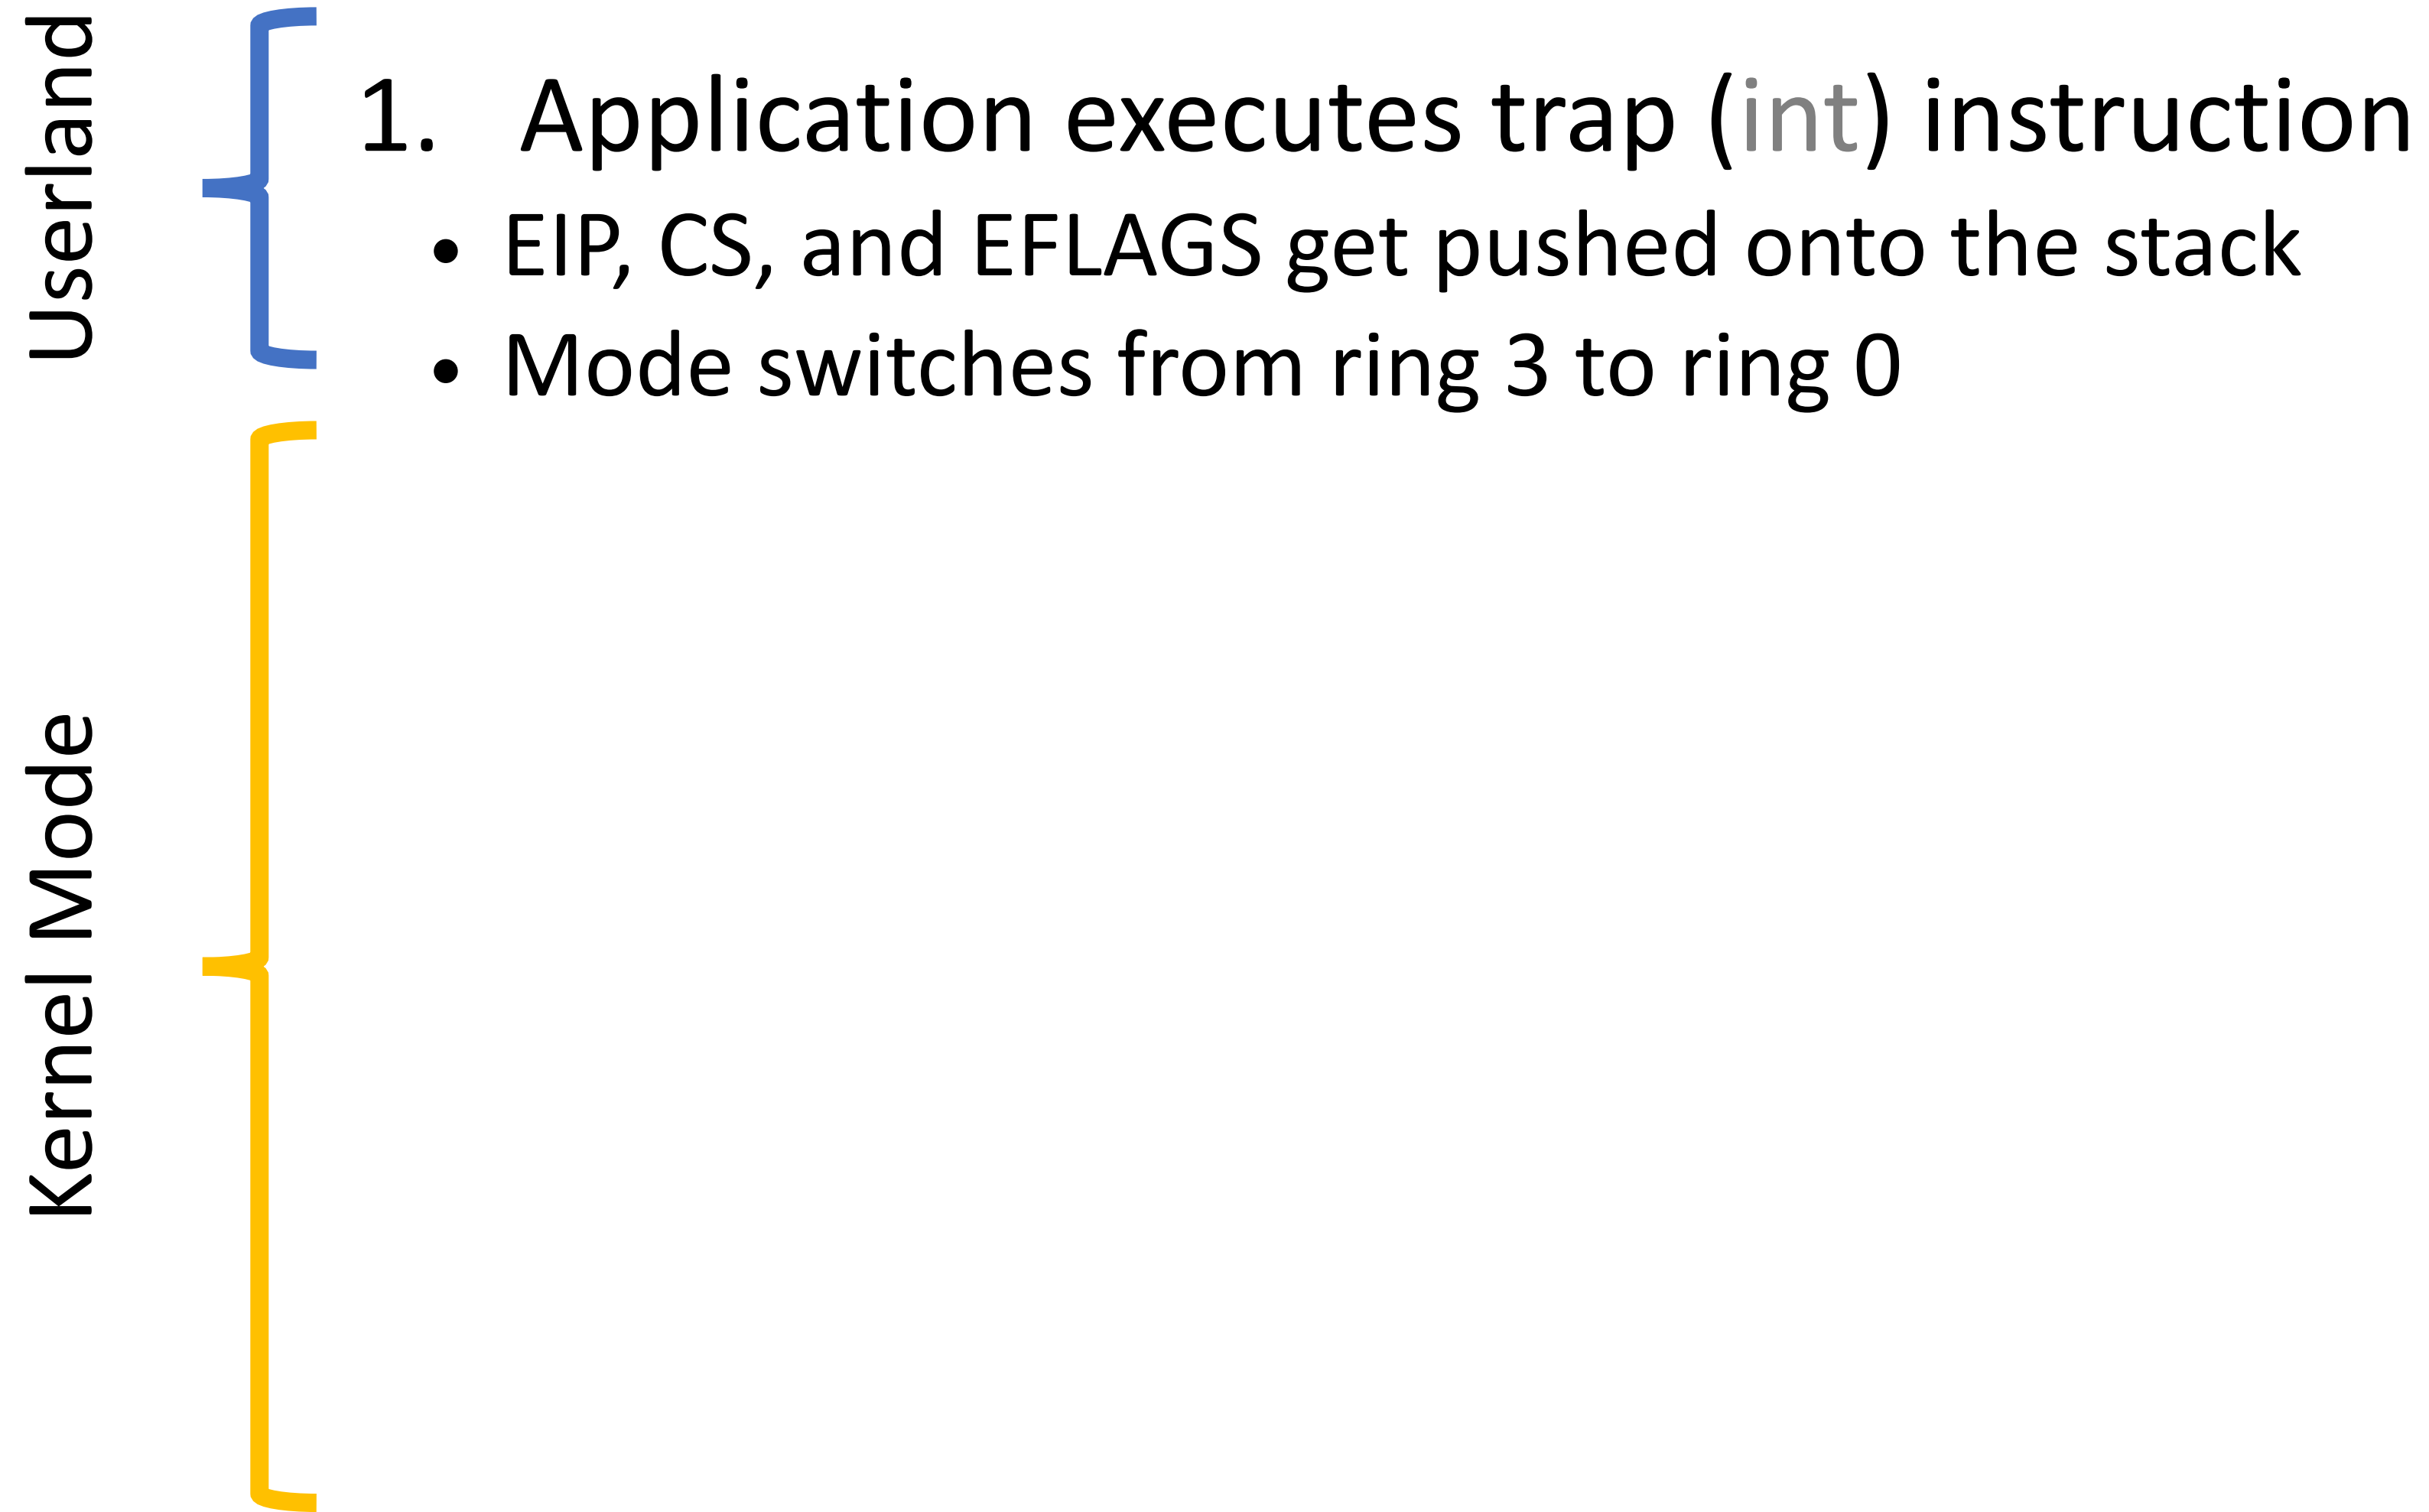 Userland
1. Application executes trap (int) instruction
• EIP, CS, and EFLAGS get pushed onto the stack
• Mode switches from ring 3 to ring 0
Kernel Mode